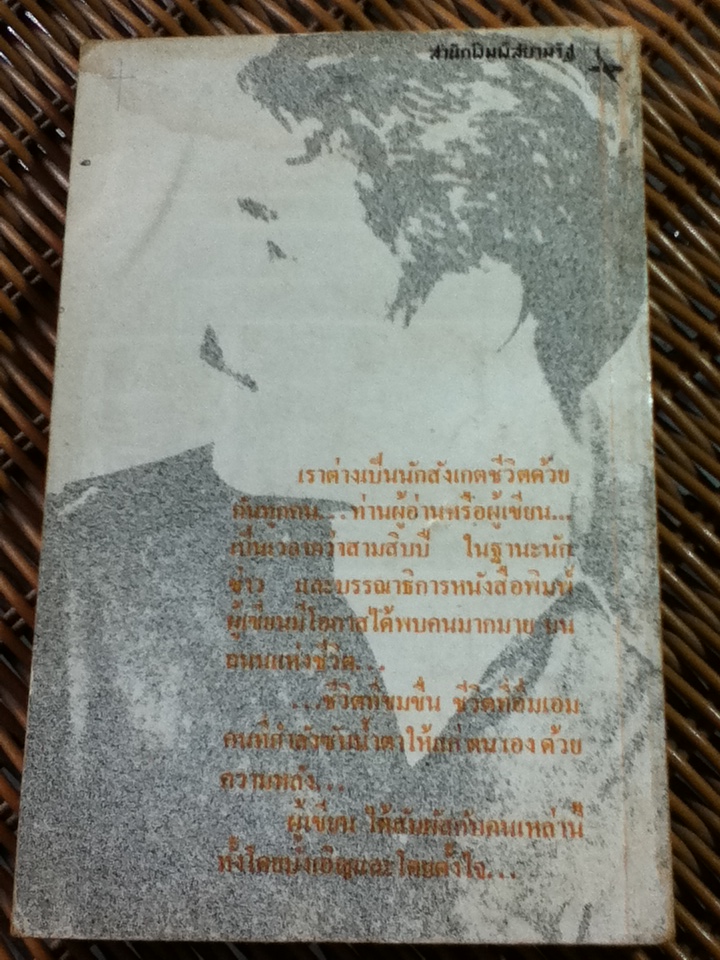 สำนักพิมพ์สยามรัฐ
เราต่างเป็นนักสังเกตชีวิตด้วย
กันทุกคน...ท่านผู้อ่านหรือผู้เขียน...
เป็นเวลากว่าสามสิบปี ในฐานะนัก
ข่าว และบรรณาธิการหนังสือพิมพ์
ผู้เขียนมีโอกาสได้พบคนมากมาย บน
ถนนแห่งชีวิต...
...ชีวิตที่ขมขื่น ชีวิตที่อิ่มเอม
คนที่กำลังซับน้ำตาให้แก่ตนเองด้วย
ความหลัง...
ผู้เขียน ได้สัมผัสกับคนเหล่านี้
ทั้งโดยบังเอิญและโดยตั้งใจ...